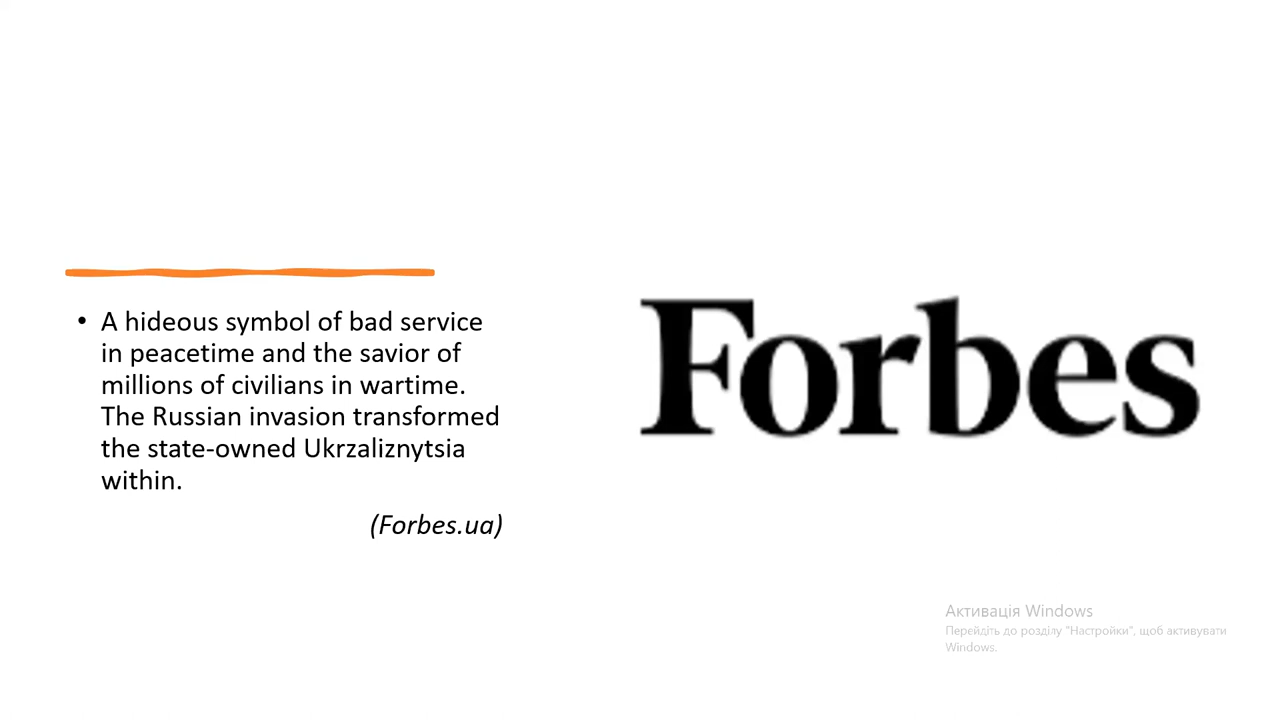 • A hideous symbol of bad service
in peacetime and the savior of
millions of civilians in wartime.
The Russian invasion transformed
the state-owned Ukrzaliznytsia
within.
(Forbes.ua)
Forbes
Активація Windows
Перейдіть до розділу "Настройки", щоб активувати
Windows.